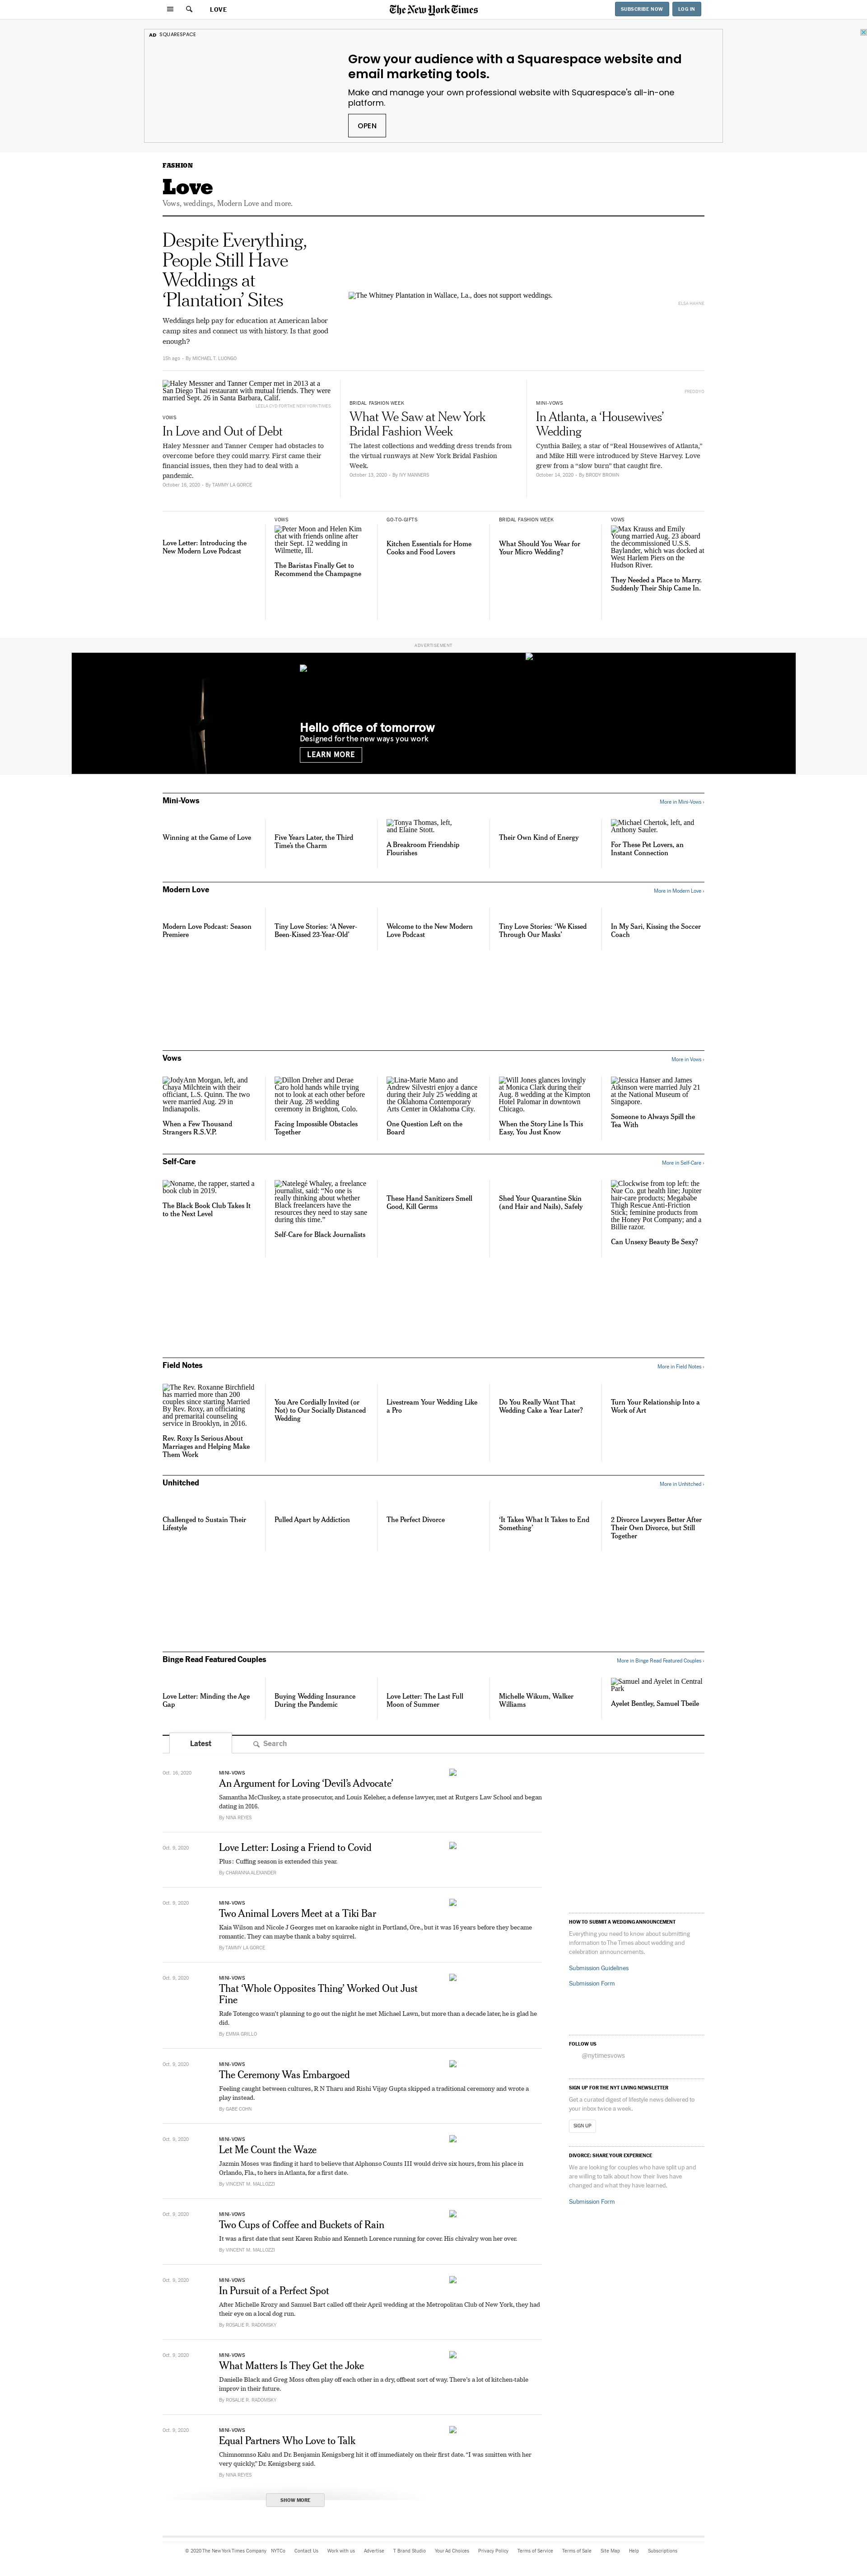 LOVE
The New York Times
SUBSCRIBE NOW
LOG IN
AD SQUARESPACE
Grow your audience with a Squarespace website and
email marketing tools.
Make and manage your own professional website with Squarespace's all-in-one
platform.
OPEN
FASHION
Love
Vows, weddings, Modern Love and more.
Despite Everything,
People Still Have
Weddings at
‘Plantation’ Sites
Weddings help pay for education at American labor
camp sites and connect us with history. Is that good
enough?
15h ago - By MICHAEL T. LUONGO
The Whitney Plantation in Wallace, La., does not support weddings.
Haley Messner and Tanner Cemper met in 2013 at a
San Diego Thai restaurant with mutual friends. They were
married Sept. 26 in Santa Barbara, Calif.
VOWS
In Love and Out of Debt
Haley Messner and Tanner Cemper had obstacles to
overcome before they could marry. First came their
financial issues, then they had to deal with a
pandemic.
October 16, 2020 - By TAMMY LA GORCE
BRIDAL FASHION WEEK
What We Saw at New York
Bridal Fashion Week
The latest collections and wedding dress trends from
the virtual runways at New York Bridal Fashion
Week.
October 13, 2020 - By IVY MANNERS
MINI-VOWS
In Atlanta, a ‘Housewives’
Wedding
Cynthia Bailey, a star of “Real Housewives of Atlanta,”
and Mike Hill were introduced by Steve Harvey. Love
grew from a “slow burn” that caught fire.
October 14, 2020 - By BRODY BROWN
Love Letter: Introducing the
New Modern Love Podcast
VOWS
Peter Moon and Helen Kim
chat with friends online after
their Sept. 12 wedding in
Wilmette, Ill.
The Baristas Finally Get to
Recommend the Champagne
GO-TO-GIFTS
Kitchen Essentials for Home
Cooks and Food Lovers
BRIDAL FASHION WEEK
What Should You Wear for
Your Micro Wedding?
VOWS
Max Krauss and Emily
Young married Aug. 23 aboard
the decommissioned U.S.S.
Baylander, which was docked at
West Harlem Piers on the
Hudson River.
They Needed a Place to Marry.
Suddenly Their Ship Came In.
ADVERTISEMENT
Hello office of tomorrow
Designed for the new ways you work
LEARN MORE
Mini-Vows
More in Mini-Vows ›
Winning at the Game of Love
Five Years Later, the Third
Time’s the Charm
Tonya Thomas, left,
and Elaine Stott.
A Breakroom Friendship
Flourishes
Their Own Kind of Energy
Michael Chertok, left, and
Anthony Sauler.
For These Pet Lovers, an
Instant Connection
Modern Love
More in Modern Love ›
Modern Love Podcast: Season
Premiere
Tiny Love Stories: ‘A Never-
Been-Kissed 23-Year-Old’
Welcome to the New Modern
Love Podcast
Tiny Love Stories: ‘We Kissed
Through Our Masks’
In My Sari, Kissing the Soccer
Coach
Vows
More in Vows ›
JodyAnn Morgan, left, and
Chaya Milchtein with their
officiant, L.S. Quinn. The two
were married Aug. 29 in
Indianapolis.
When a Few Thousand
Strangers R.S.V.P.
Dillon Dreher and Derae
Caro hold hands while trying
not to look at each other before
their Aug. 28 wedding
ceremony in Brighton, Colo.
Facing Impossible Obstacles
Together
Lina-Marie Mano and
Andrew Silvestri enjoy a dance
during their July 25 wedding at
the Oklahoma Contemporary
Arts Center in Oklahoma City.
One Question Left on the
Board
Will Jones glances lovingly
at Monica Clark during their
Aug. 8 wedding at the Kimpton
Hotel Palomar in downtown
Chicago.
When the Story Line Is This
Easy, You Just Know
Jessica Hanser and James
Atkinson were married July 21
at the National Museum of
Singapore.
Someone to Always Spill the
Tea With
Self-Care
More in Self-Care ›
Noname, the rapper, started a
book club in 2019.
The Black Book Club Takes It
to the Next Level
Natelegé Whaley, a freelance
journalist, said: “No one is
really thinking about whether
Black freelancers have the
resources they need to stay sane
during this time.”
Self-Care for Black Journalists
These Hand Sanitizers Smell
Good, Kill Germs
Shed Your Quarantine Skin
(and Hair and Nails), Safely
Clockwise from top left: the
Nue Co. gut health line; Jupiter
hair-care products; Megababe
Thigh Rescue Anti-Friction
Stick; feminine products from
the Honey Pot Company; and a
Billie razor.
Can Unsexy Beauty Be Sexy?
Field Notes
More in Field Notes ›
The Rev. Roxanne Birchfield
has married more than 200
couples since starting Married
By Rev. Roxy, an officiating
and premarital counseling
service in Brooklyn, in 2016.
Rev. Roxy Is Serious About
Marriages and Helping Make
Them Work
You Are Cordially Invited (or
Not) to Our Socially Distanced
Wedding
Livestream Your Wedding Like
a Pro
Do You Really Want That
Wedding Cake a Year Later?
Turn Your Relationship Into a
Work of Art
Unhitched
More in Unhitched ›
Challenged to Sustain Their
Lifestyle
Pulled Apart by Addiction
The Perfect Divorce
‘It Takes What It Takes to End
Something’
2 Divorce Lawyers Better After
Their Own Divorce, but Still
Together
Binge Read Featured Couples
More in Binge Read Featured Couples ›
Love Letter: Minding the Age
Gap
Buying Wedding Insurance
During the Pandemic
Love Letter: The Last Full
Moon of Summer
Michelle Wikum, Walker
Williams
Samuel and Ayelet in Central
Park
Ayelet Bentley, Samuel Tbeile
Latest
Search
Oct. 16, 2020
MINI-VOWS
An Argument for Loving ‘Devil’s Advocate’
Samantha McCluskey, a state prosecutor, and Louis Keleher, a defense lawyer, met at Rutgers Law School and began
dating in 2016.
By NINA REYES
Oct. 9, 2020
Love Letter: Losing a Friend to Covid
Plus: Cuffing season is extended this year.
By CHARANNA ALEXANDER
Oct. 9, 2020
MINI-VOWS
Two Animal Lovers Meet at a Tiki Bar
Kaia Wilson and Nicole J Georges met on karaoke night in Portland, Ore., but it was 16 years before they became
romantic. They can maybe thank a baby squirrel.
By TAMMY LA GORCE
Oct. 9, 2020
MINI-VOWS
That ‘Whole Opposites Thing’ Worked Out Just
Fine
Rafe Totengco wasn’t planning to go out the night he met Michael Lawn, but more than a decade later, he is glad he
did.
By EMMA GRILLO
Oct. 9, 2020
MINI-VOWS
The Ceremony Was Embargoed
Feeling caught between cultures, R N Tharu and Rishi Vijay Gupta skipped a traditional ceremony and wrote a
play instead.
By GABE COHN
Oct. 9, 2020
MINI-VOWS
Let Me Count the Waze
Jazmin Moses was finding it hard to believe that Alphonso Counts III would drive six hours, from his place in
Orlando, Fla., to hers in Atlanta, for a first date.
By VINCENT M. MALLOZZI
Oct. 9, 2020
MINI-VOWS
Two Cups of Coffee and Buckets of Rain
It was a first date that sent Karen Rubio and Kenneth Lorence running for cover. His chivalry won her over.
By VINCENT M. MALLOZZI
Oct. 9, 2020
MINI-VOWS
In Pursuit of a Perfect Spot
After Michelle Krozy and Samuel Bart called off their April wedding at the Metropolitan Club of New York, they had
their eye on a local dog run.
By ROSALIE R. RADOMSKY
Oct. 9, 2020
MINI-VOWS
What Matters Is They Get the Joke
Danielle Black and Greg Moss often play off each other in a dry, offbeat sort of way. There’s a lot of kitchen-table
improv in their future.
By ROSALIE R. RADOMSKY
Oct. 9, 2020
MINI-VOWS
Equal Partners Who Love to Talk
Chimnomnso Kalu and Dr. Benjamin Kenigsberg hit it off immediately on their first date. “I was smitten with her
very quickly,” Dr. Kenigsberg said.
By NINA REYES
SHOW MORE
HOW TO SUBMIT A WEDDING ANNOUNCEMENT
Everything you need to know about submitting
information to The Times about wedding and
celebration announcements.
Submission Guidelines
Submission Form
FOLLOW US
@nytimesvows
SIGN UP FOR THE NYT LIVING NEWSLETTER
Get a curated digest of lifestyle news delivered to
your inbox twice a week.
SIGN UP
DIVORCE: SHARE YOUR EXPERIENCE
We are looking for couples who have split up and
are willing to talk about how their lives have
changed and what they have learned.
Submission Form
© 2020 The New York Times Company NYTCo Contact Us Work with us Advertise T Brand Studio Your Ad Choices Privacy Policy Terms of Service Terms of Sale Site Map Help Subscriptions